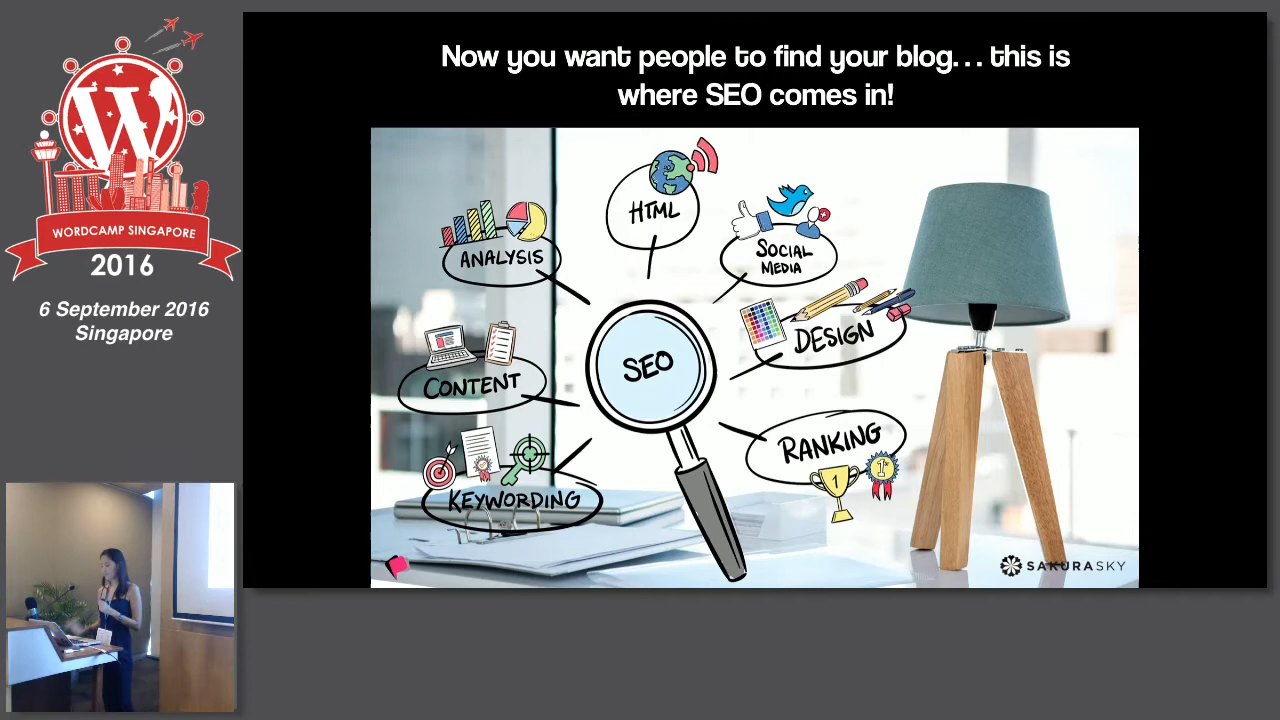 W
WORDCAMP SINGAPORE
2016
6 September 2016
Singapore
Now you want people to find your blog... this is
where SEO comes in!
HTML
ANALYSIS
SOCIAL
MEDIA
DESIGN
SEO
CONTENT
RANKING
1
1st
KEYWORDING
SAKURASKY